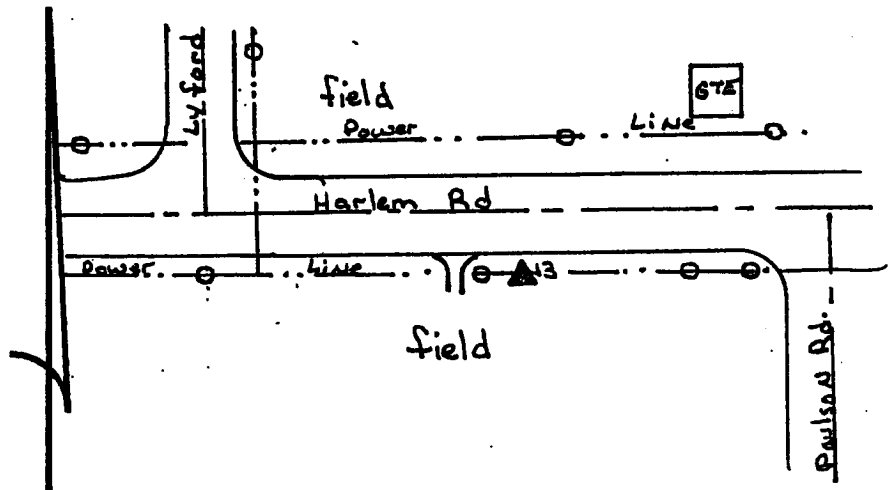 Lyford
field
GTE
Power Line
Harlem Rd
Power Line 13
field
Paulson Rd.